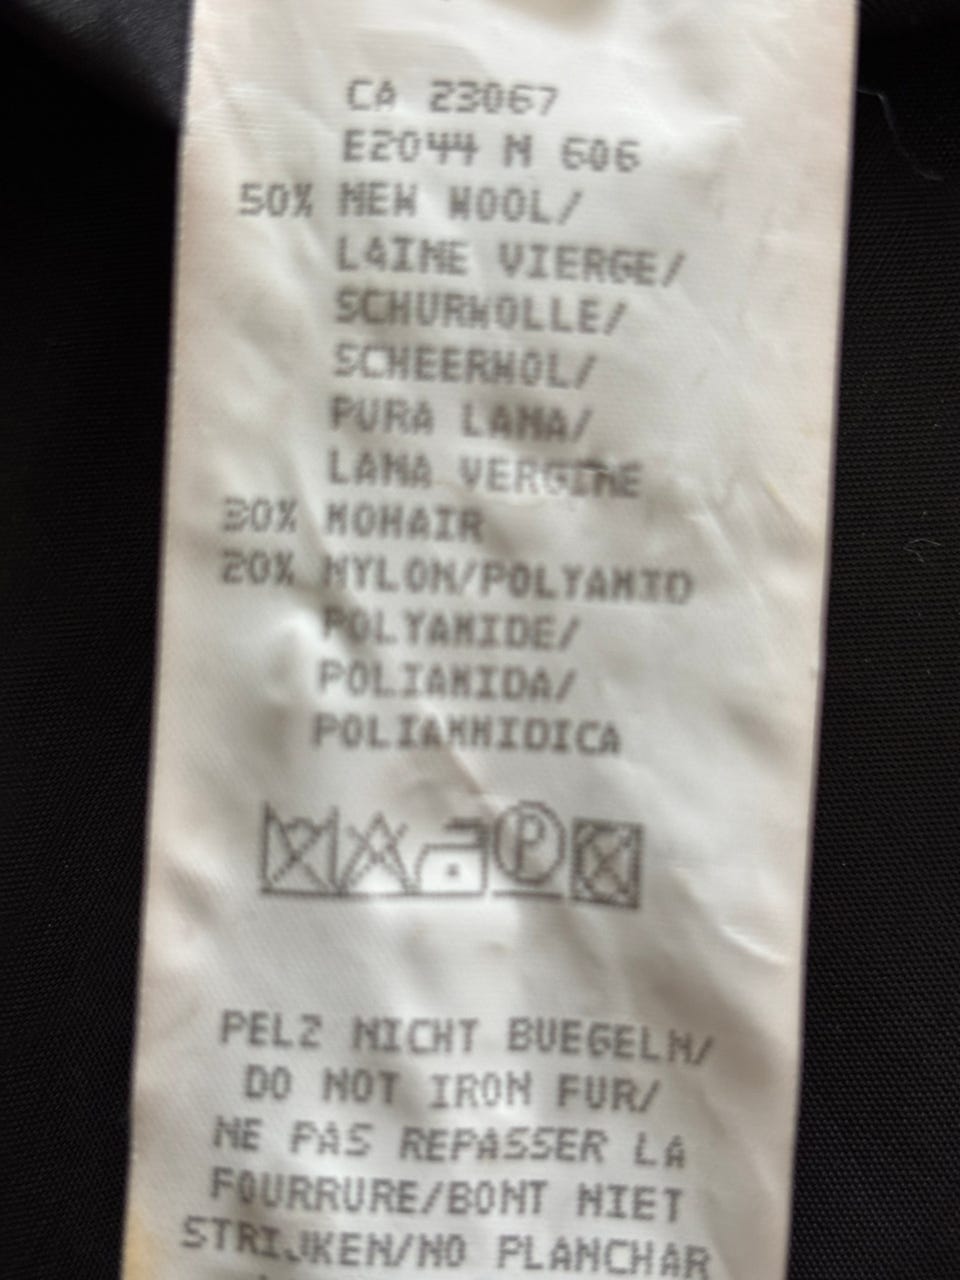 CA 23067
E2044 N 606
50% NEW WOOL/
LAINE VIERGE/
SCHURWOLLE/
SCHEERWOL/
PURA LANA/
LANA VERGINE
30% MOHAIR
20% NYLON/POLYAMID
POLYAMIDE/
POLIAMIDA/
POLIAMMIDICA
P
PELZ NICHT BUEGELN/
DO NOT IRON FUR/
NE PAS REPASSER LA
FOURRURE/BONT NIET
STRIJKEN/NO PLANCHAR